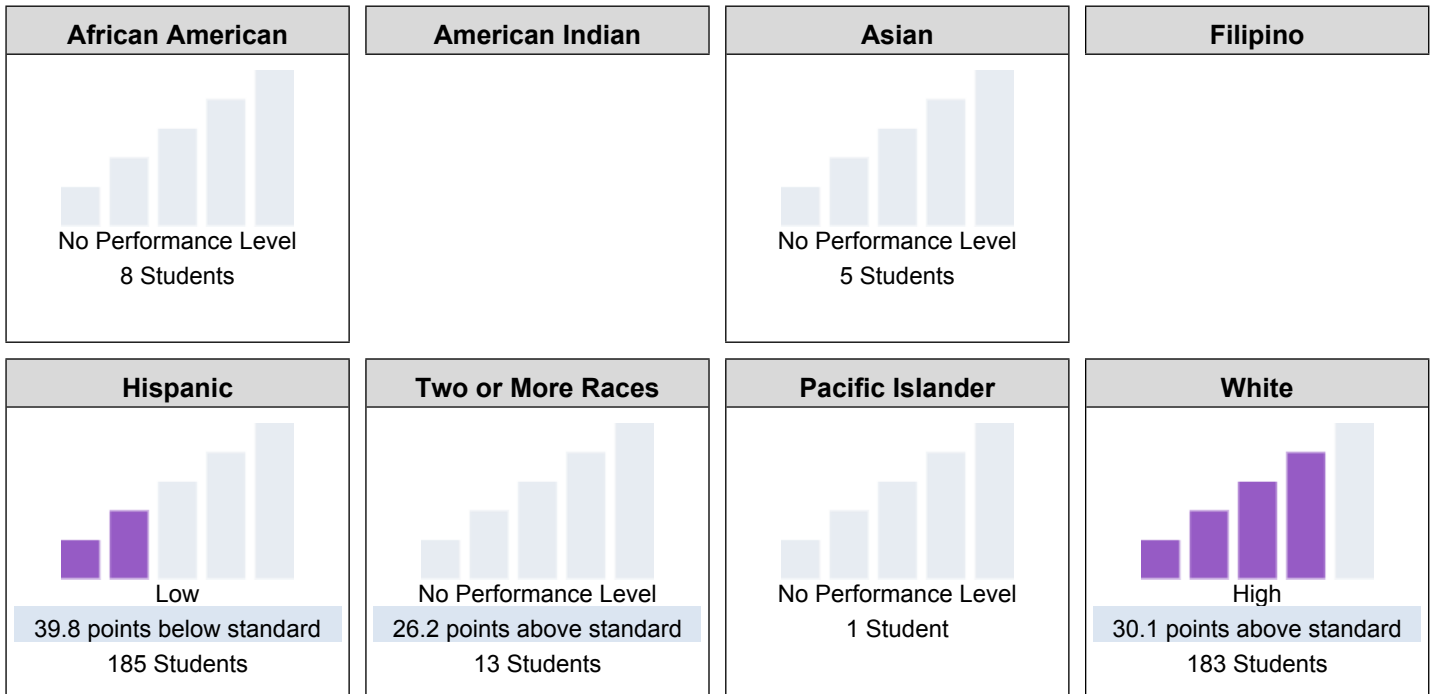 African American
No Performance Level
8 Students
American Indian
Asian
No Performance Level
5 Students
Filipino
Hispanic
Low
39.8 points below standard
185 Students
Two or More Races
No Performance Level
26.2 points above standard
13 Students
Pacific Islander
No Performance Level
1 Student
White
High
30.1 points above standard
183 Students